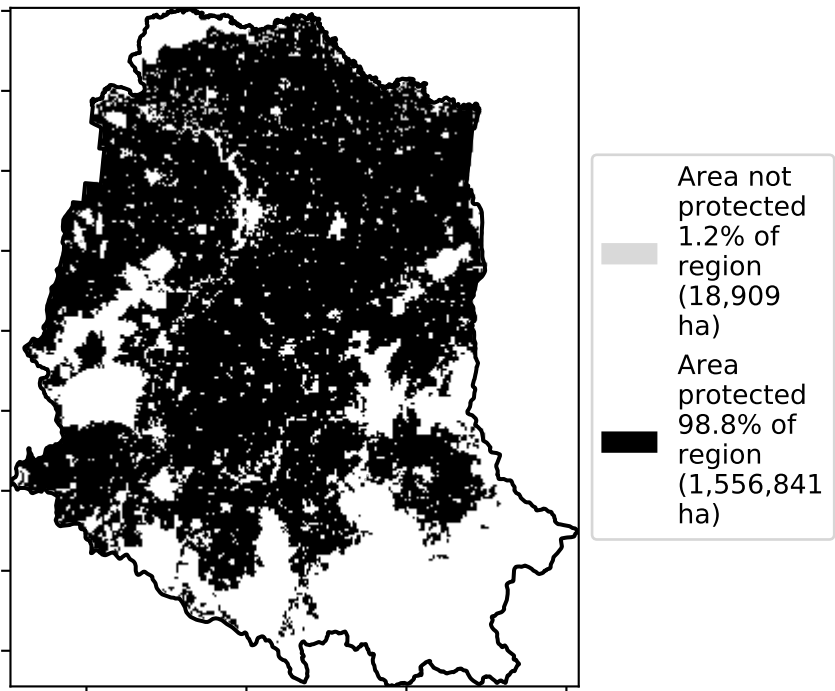 Area not
protected
1.2% of
region
(18,909
ha)
Area
protected
98.8% of
region
(1,556,841
ha)